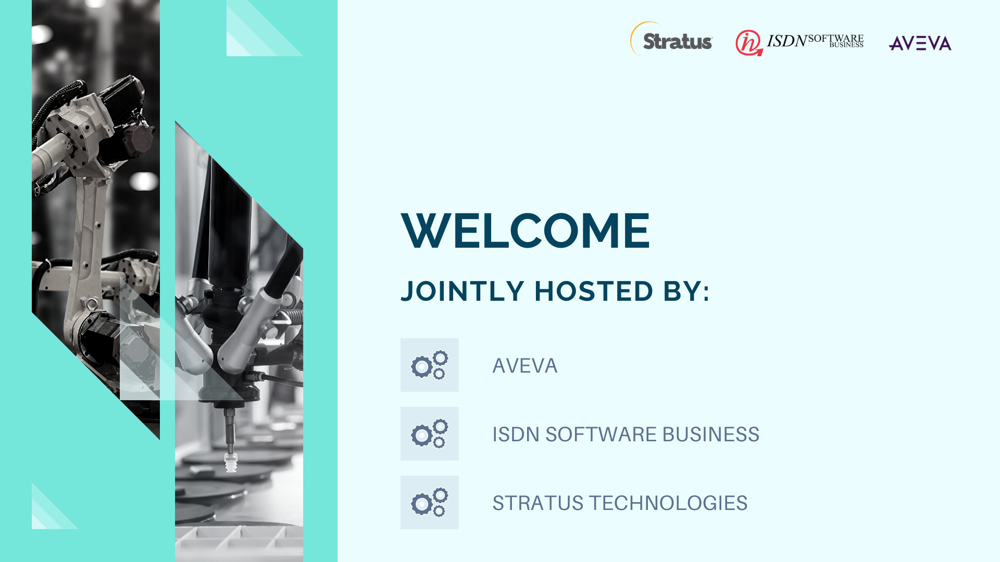 Stratus
ISDN SOFTWARE BUSINESS
AVEVA
WELCOME
JOINTLY HOSTED BY:
AVEVA
ISDN SOFTWARE BUSINESS
STRATUS TECHNOLOGIES